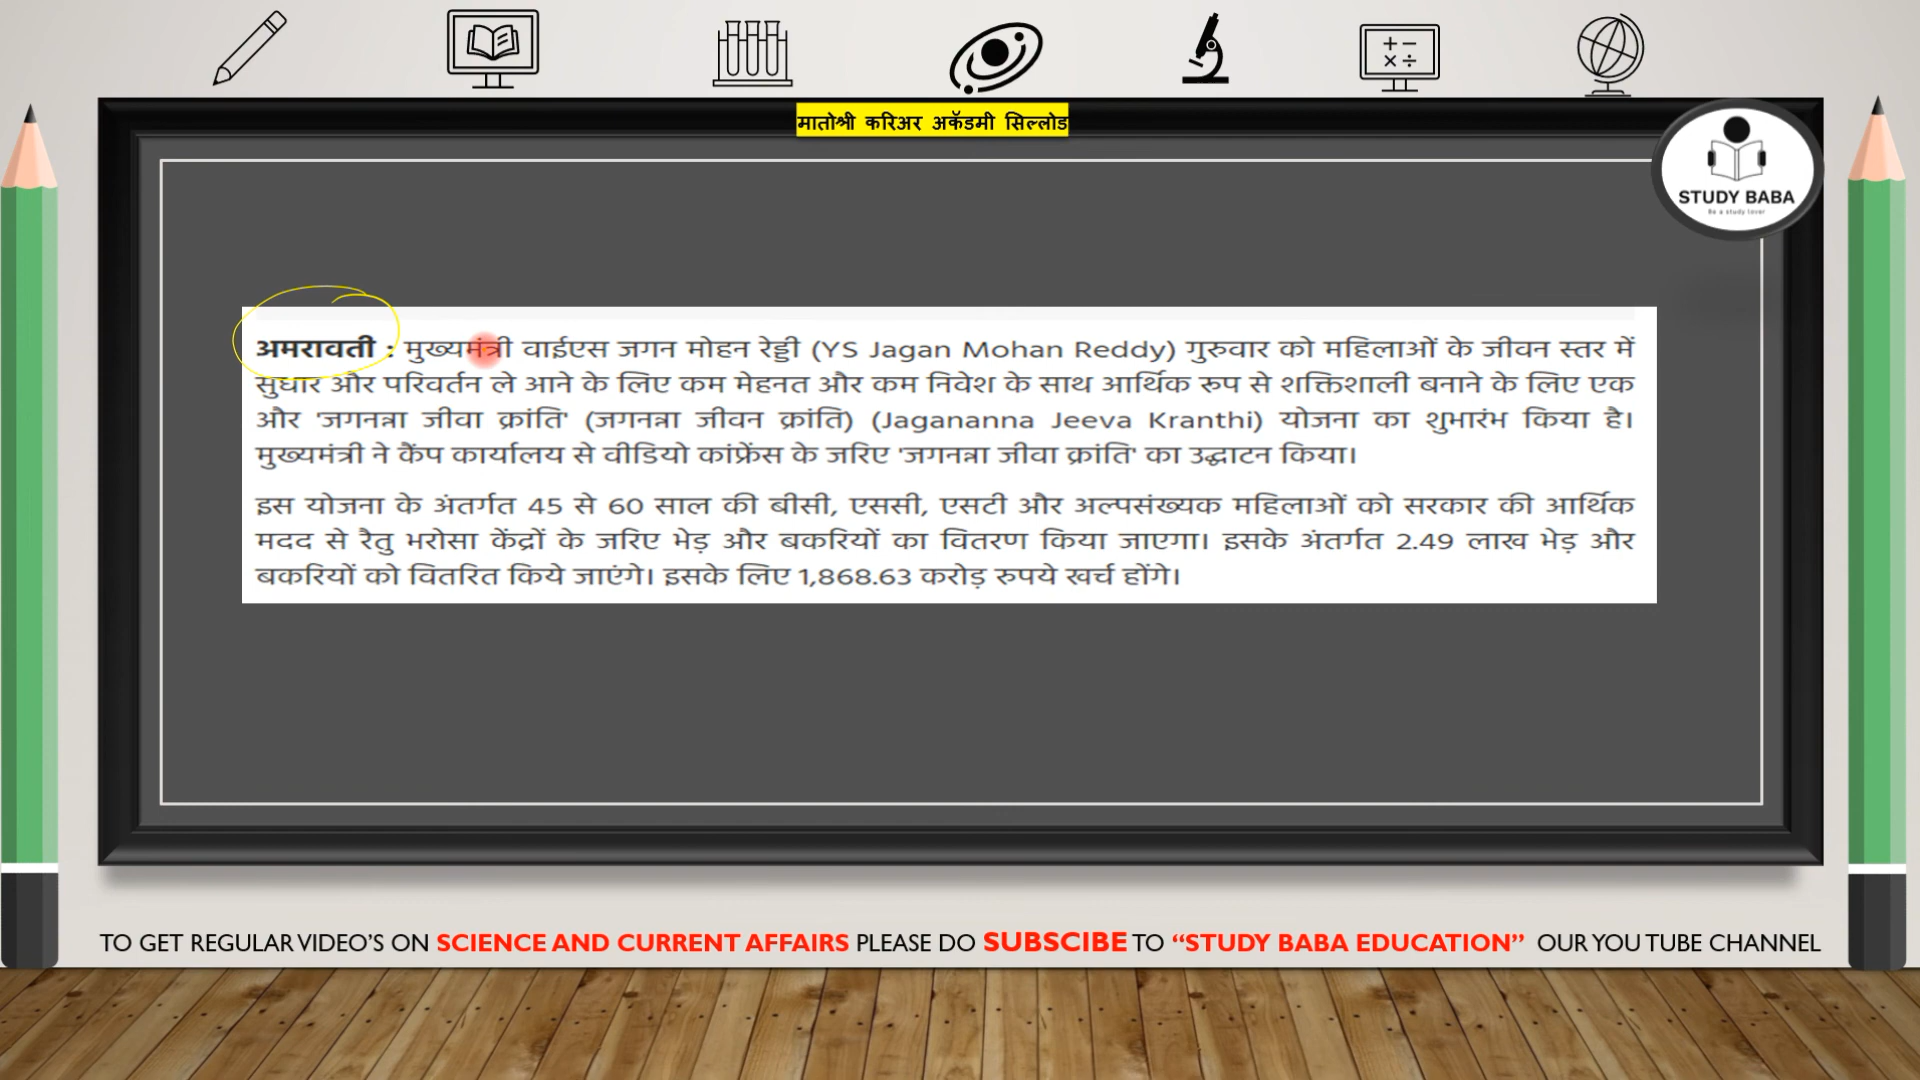 मातोश्री करिअर अकॅडमी सिल्लोड
STUDY BABA
Be a study lover
अमरावती : मुख्यमंत्री वाईएस जगन मोहन रेड्डी (YS Jagan Mohan Reddy) गुरुवार को महिलाओं के जीवन स्तर में
सुधार और परिवर्तन ले आने के लिए कम मेहनत और कम निवेश के साथ आर्थिक रूप से शक्तिशाली बनाने के लिए एक
और 'जगनन्ना जीवा क्रांति' (जगनन्ना जीवन क्रांति) (Jagananna Jeeva Kranthi) योजना का शुभारंभ किया है।
मुख्यमंत्री ने कैंप कार्यालय से वीडियो कांफ्रेंस के जरिए 'जगनन्ना जीवा क्रांति' का उद्घाटन किया।
इस योजना के अंतर्गत 45 से 60 साल की बीसी, एससी, एसटी और अल्पसंख्यक महिलाओं को सरकार की आर्थिक
मदद से रैतु भरोसा केंद्रों के जरिए भेड़ और बकरियों का वितरण किया जाएगा। इसके अंतर्गत 2.49 लाख भेड़ और
बकरियों को वितरित किये जाएंगे। इसके लिए 1,868.63 करोड़ रुपये खर्च होंगे।
TO GET REGULAR VIDEO'S ON SCIENCE AND CURRENT AFFAIRS PLEASE DO SUBSCIBE TO “STUDY BABA EDUCATION” OUR YOU TUBE CHANNEL